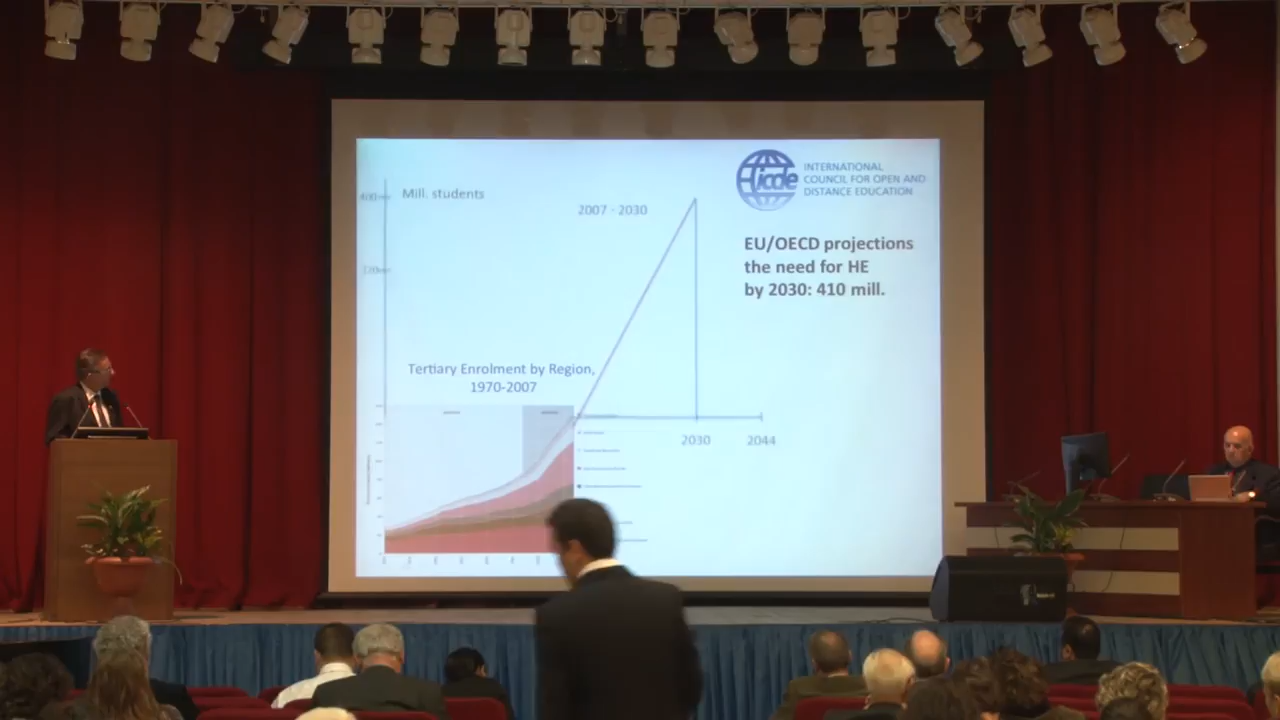 Mill. students
2007 - 2030
icde
INTERNATIONAL
COUNCIL FOR OPEN AND
DISTANCE EDUCATION
EU/OECD projections
the need for HE
by 2030: 410 mill.
Tertiary Enrolment by Region,
1970-2007
2030
2044